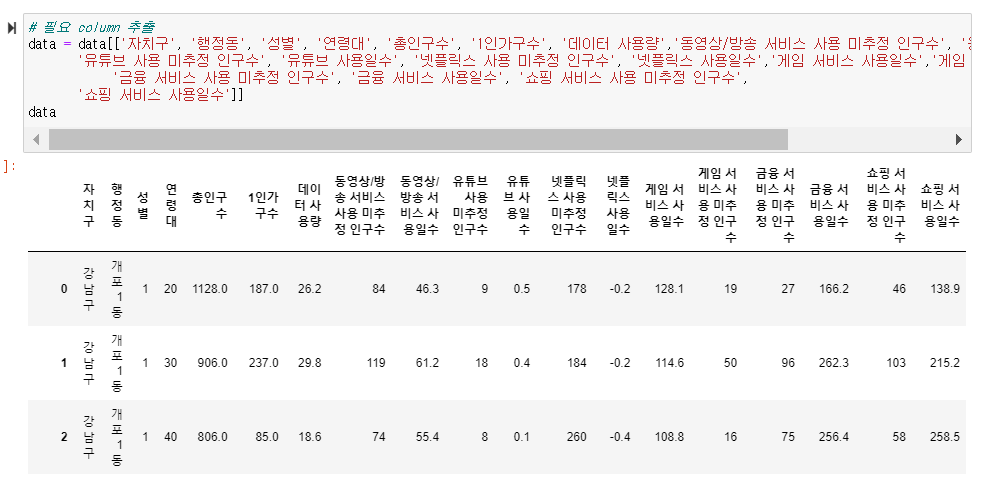 # 필요 column 추출
data = data[['자치구', '행정동', '성별', '연령대', '총인구수', '1인가구수', '데이터 사용량','동영상/방송 서비스 사용 미추정 인구수',
'유튜브 사용 미추정 인구수', '유튜브 사용일수', '넷플릭스 사용 미추정 인구수', '넷플릭스 사용일수','게임 서비스 사용일수','게임
'금융 서비스 사용 미추정 인구수', '금융 서비스 사용일수', '쇼핑 서비스 사용 미추정 인구수',
'쇼핑 서비스 사용일수']]
data
]:
자치구 행정동 성별 연령대 총인구수 1인가구수 데이터 사용량 동영상/방송 서비스 사용 미추정 인구수 동영상/방송 서비스 사용일수 유튜브 사용 미추정 인구수 유튜브 사용일수 넷플릭스 사용 미추정 인구수 넷플릭스 사용일수 게임 서비스 사용일수 게임 서비스 사용 미추정 인구수 금융 서비스 사용 미추정 인구수 금융 서비스 사용일수 쇼핑 서비스 사용 미추정 인구수 쇼핑 서비스 사용일수
0 강남구 개포1동 1 20 1128.0 187.0 26.2 84 46.3 9 0.5 178 -0.2 128.1 19 27 166.2 46 138.9
1 강남구 개포1동 1 30 906.0 237.0 29.8 119 61.2 18 0.4 184 -0.2 114.6 50 96 262.3 103 215.2
2 강남구 개포1동 1 40 806.0 85.0 18.6 74 55.4 8 0.1 260 -0.4 108.8 16 75 256.4 58 258.5